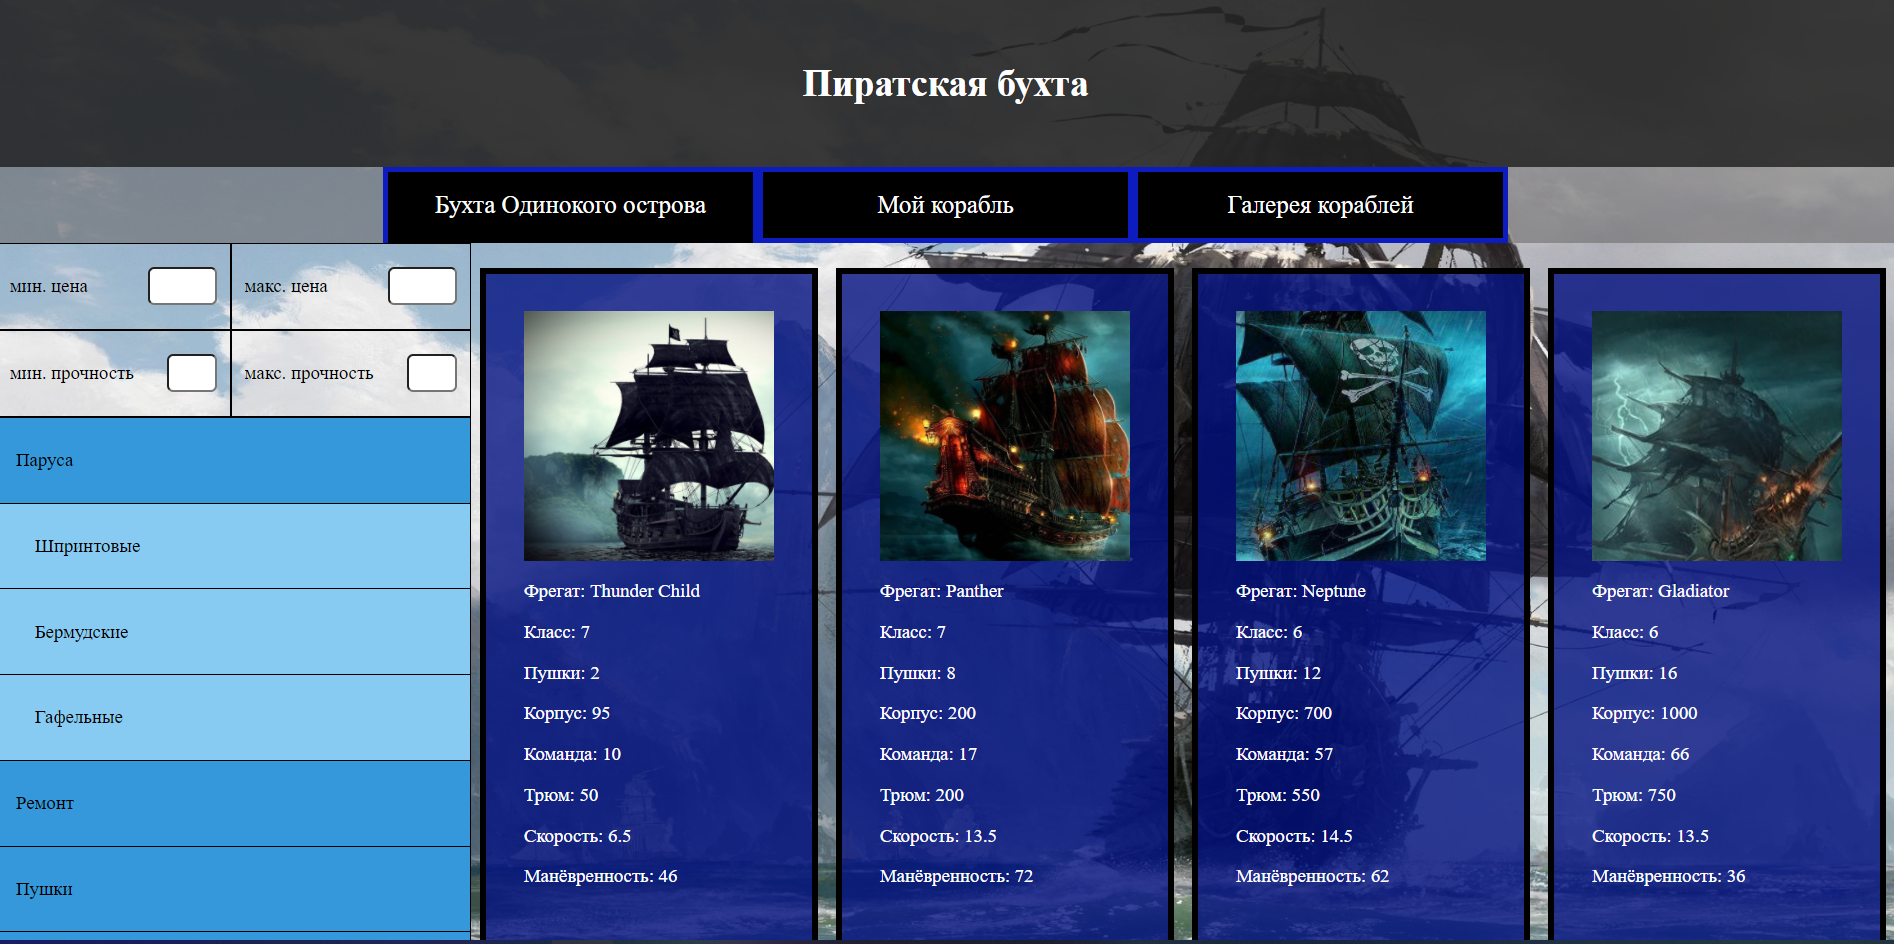 Пиратская бухта
Бухта Одинокого острова
Мой корабль
Галерея кораблей
мин. цена
макс. цена
мин. прочность
макс. прочность
Паруса
Шпринтовые
Бермудские
Гафельные
Ремонт
Пушки
Фрегат: Thunder Child
Класс: 7
Пушки: 2
Корпус: 95
Команда: 10
Трюм: 50
Скорость: 6.5
Манёвренность: 46
Фрегат: Panther
Класс: 7
Пушки: 8
Корпус: 200
Команда: 17
Трюм: 200
Скорость: 13.5
Манёвренность: 72
Фрегат: Neptune
Класс: 6
Пушки: 12
Корпус: 700
Команда: 57
Трюм: 550
Скорость: 14.5
Манёвренность: 62
Фрегат: Gladiator
Класс: 6
Пушки: 16
Корпус: 1000
Команда: 66
Трюм: 750
Скорость: 13.5
Манёвренность: 36